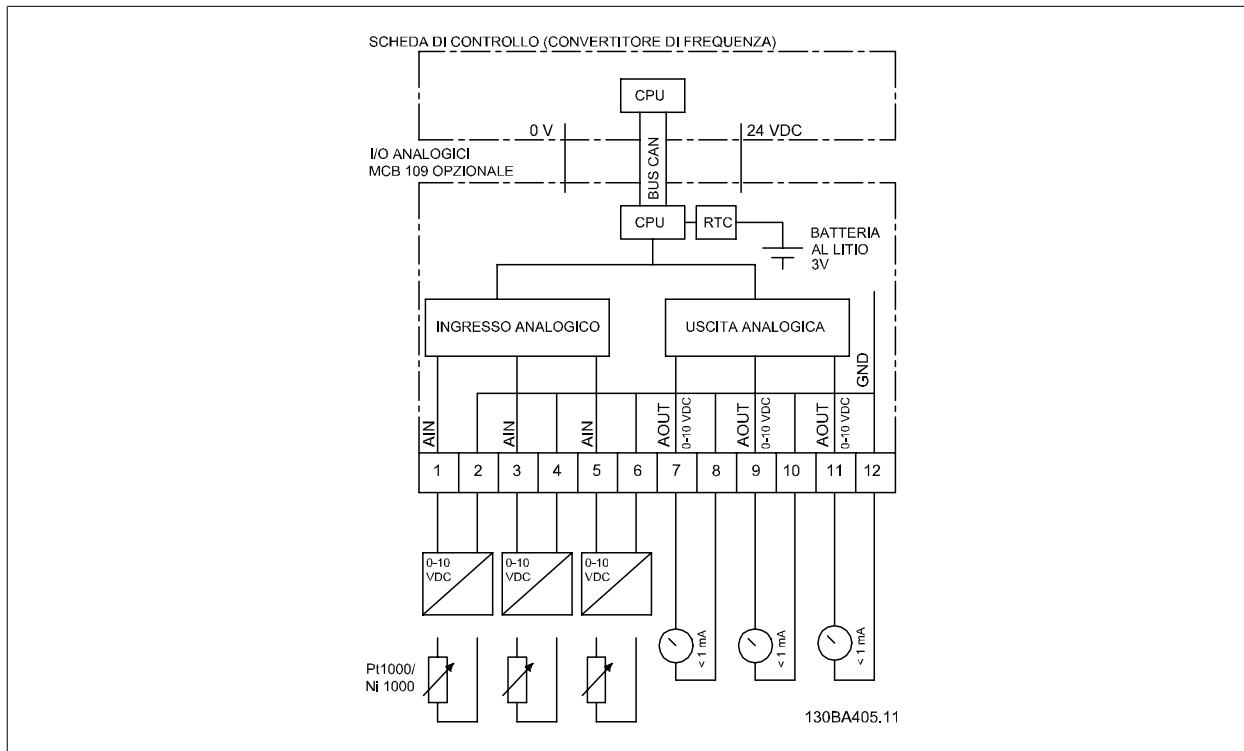 SCHEDA DI CONTROLLO (CONVERTITORE DI FREQUENZA)
CPU
0 V
24 VDC
I/O ANALOGICI
MCB 109 OPZIONALE
BUS CAN
CPU
RTC
BATTERIA
AL LITIO
3V
INGRESSO ANALOGICO
USCITA ANALOGICA
GND
AIN
AIN
AIN
AOUT
0-10 VDC
AOUT
0-10 VDC
AOUT
0-10 VDC
1 2 3 4 5 6 7 8 9 10 11 12
0-10
VDC
0-10
VDC
0-10
VDC
< 1 mA
< 1 mA
< 1 mA
Pt1000/
Ni 1000
130BA405.11